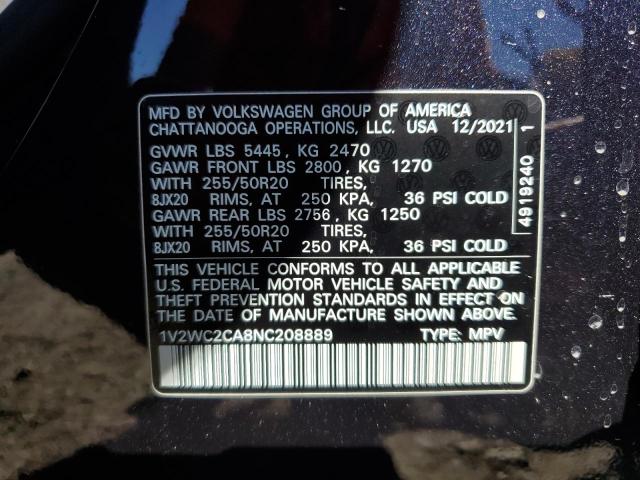 MFD BY VOLKSWAGEN GROUP OF AMERICA
CHATTANOOGA OPERATIONS, LLC. USA 12/2021
GVWR LBS 5445, KG 2470
GAWR FRONT LBS 2800, KG 1270
WITH 255/50R20 TIRES,
8JX20 RIMS, AT 250 KPA, 36 PSI COLD
GAWR REAR LBS 2756, KG 1250
WITH 255/50R20 TIRES,
8JX20 RIMS, AT 250 KPA, 36 PSI COLD
THIS VEHICLE CONFORMS TO ALL APPLICABLE
U.S. FEDERAL MOTOR VEHICLE SAFETY AND
THEFT PREVENTION STANDARDS IN EFFECT ON
THE DATE OF MANUFACTURE SHOWN ABOVE.
1V2WC2CA8NC208889 TYPE: MPV
4919240 1